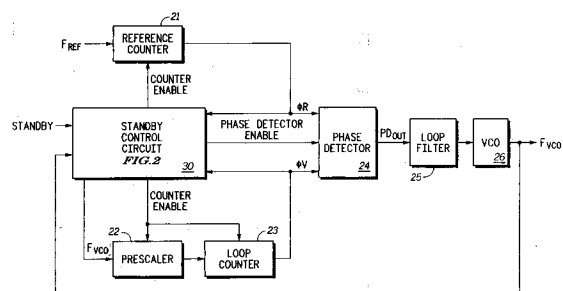 21
REFERENCE
COUNTER
FREF
COUNTER
ENABLE
φR
STANDBY
STANDBY
CONTROL
CIRCUIT
FIG.2
30
PHASE DETECTOR
ENABLE
PHASE
DETECTOR
24
PDOUT
LOOP
FILTER
25
VCO
26
FVCO
φV
COUNTER
ENABLE
22
23
FVCO
PRESCALER
LOOP
COUNTER